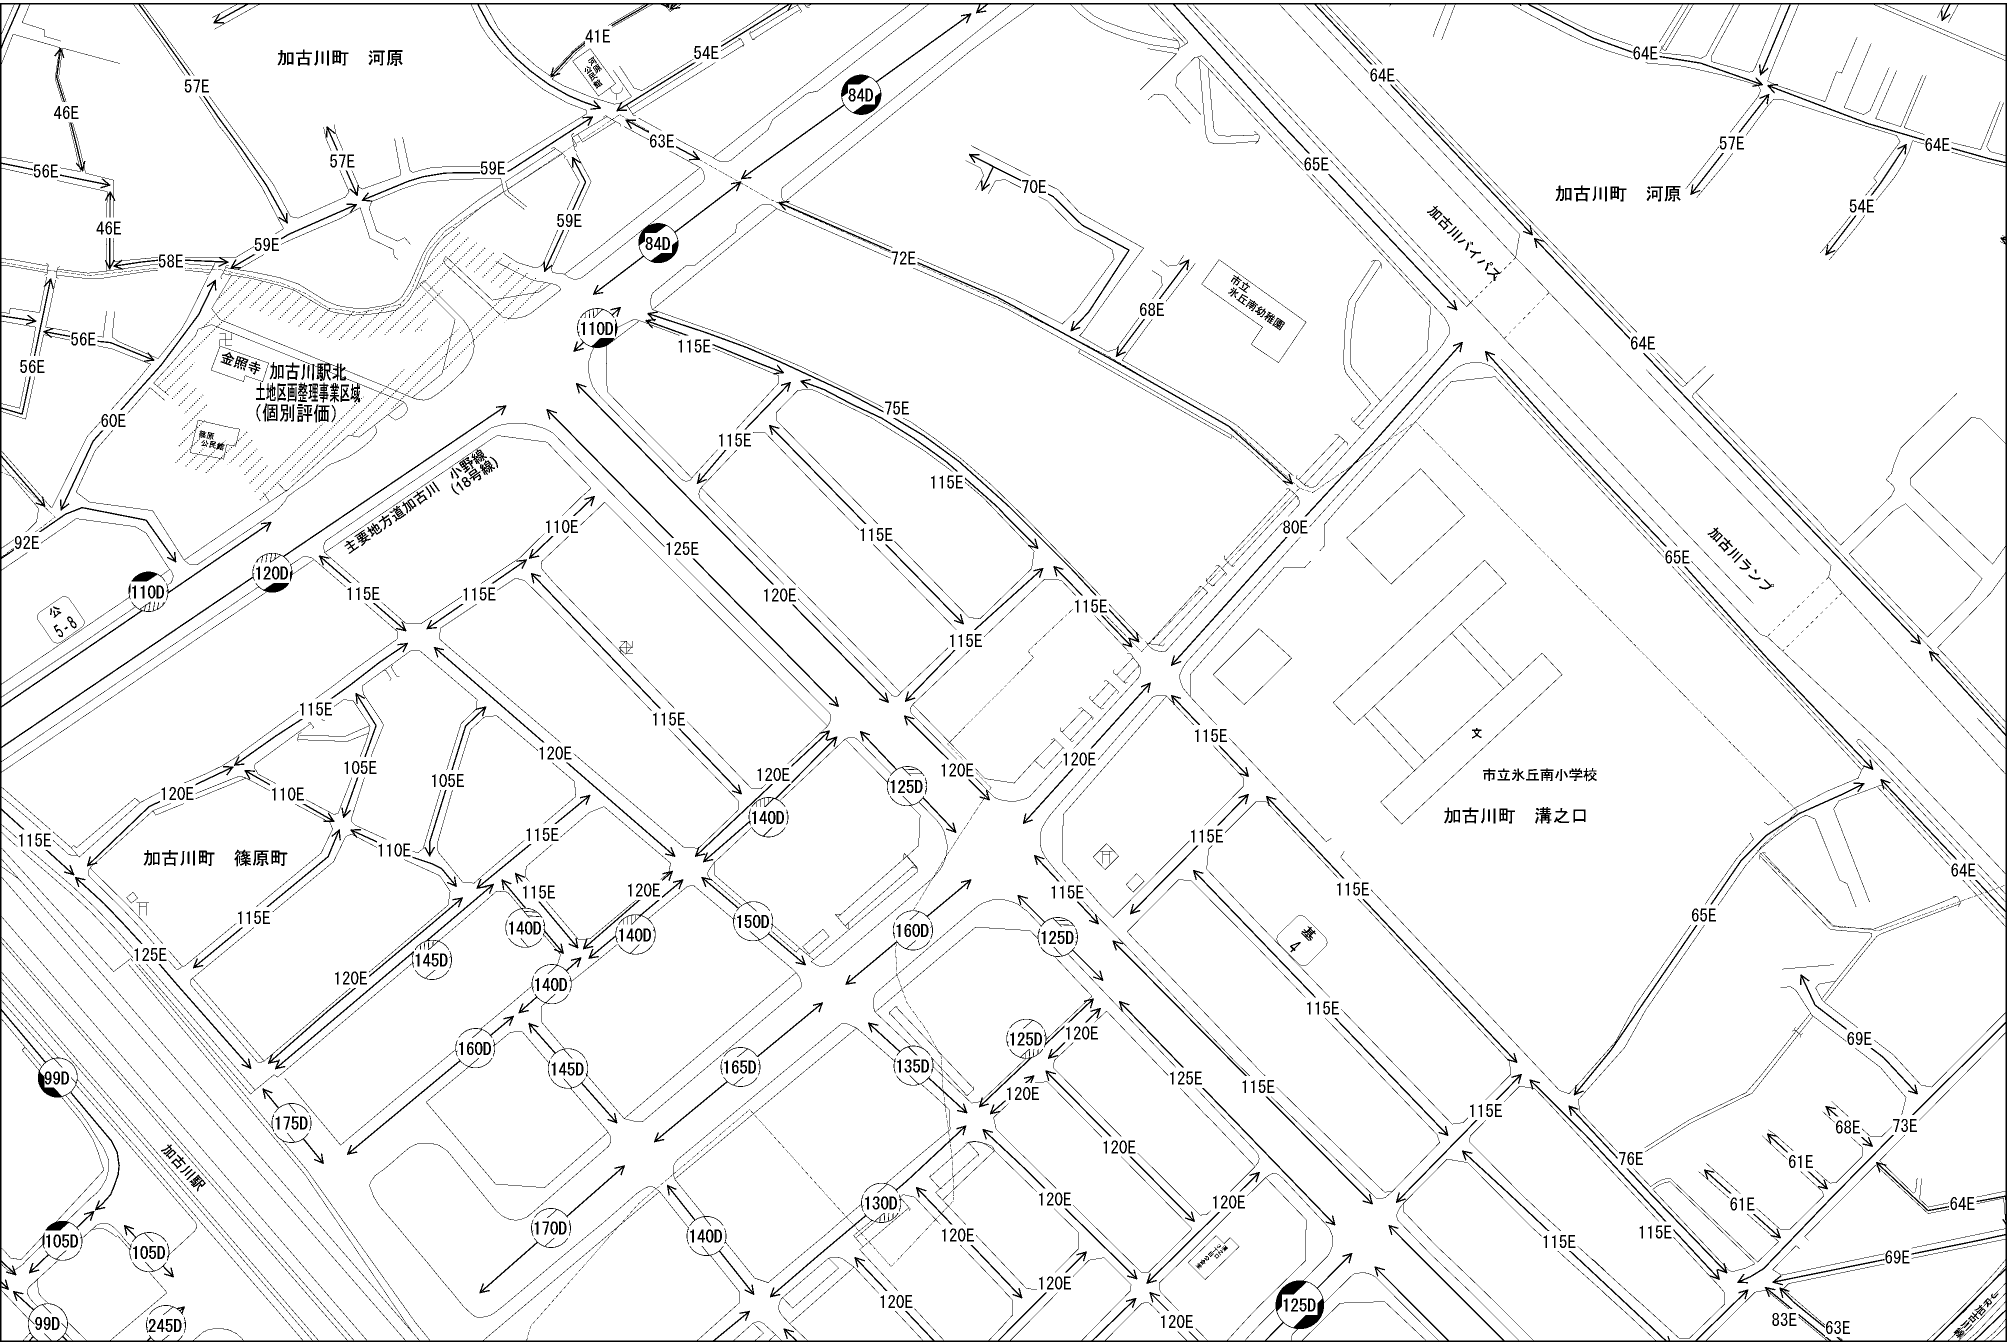 41E
54E
加古川町　河原
64E
57E
64E
84D
46E
63E
64E
57E
57E
59E
65E
56E
70E
加古川町　河原
54E
59E
46E
加古川バイパス
59E
84D
58E
72E
市立
氷丘南幼稚園
68E
110D
56E
115E
64E
56E
金照寺
加古川駅北
土地区画整理事業区域
(個別評価)
75E
60E
篠原
公民館
115E
主要地方道加古川　小野線
(18号線)
115E
110E
80E
115E
92E
125E
65E
加古川ランプ
120D
110D
115E
115E
120E
115E
公
5-8
115E
115E
115E
120E
文
115E
120E
120E
105E
105E
120E
120E
市立氷丘南小学校
125D
120E
110E
加古川町　溝之口
140D
115E
115E
115E
加古川町　篠原町
110E
64E
115E
120E
115E
115E
115E
150D
65E
140D
140D
160D
125D
基
4
125E
145D
120E
140D
115E
125D
120E
69E
160D
145D
165D
135D
99D
125E
115E
120E
115E
175D
68E
73E
120E
76E
61E
加古川駅
120E
120E
130D
61E
64E
170D
140D
120E
115E
115E
105D
105D
69E
120E
120E
125D
99D
245D
120E
83E
63E